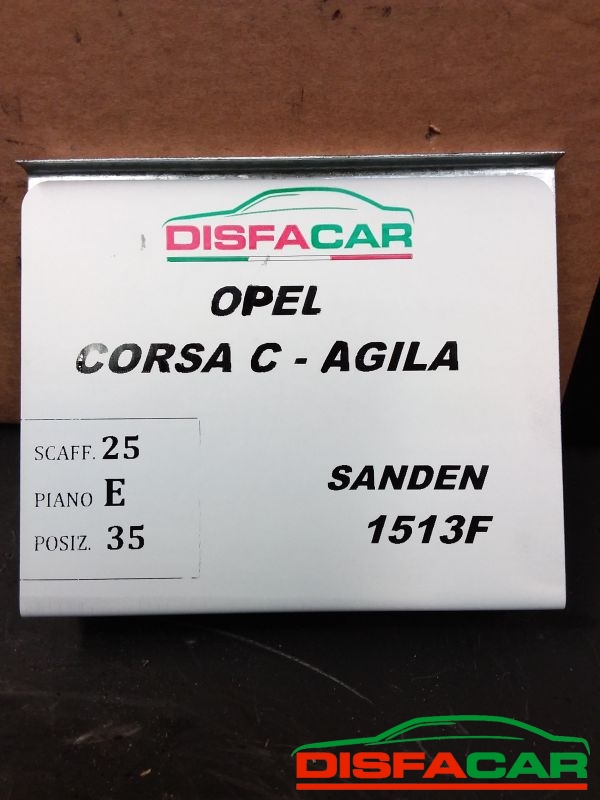 DISFACAR
OPEL
CORSA C - AGILA
SCAFF. 25
PIANO E
POSIZ. 35
SANDEN
1513F
DISFACAR